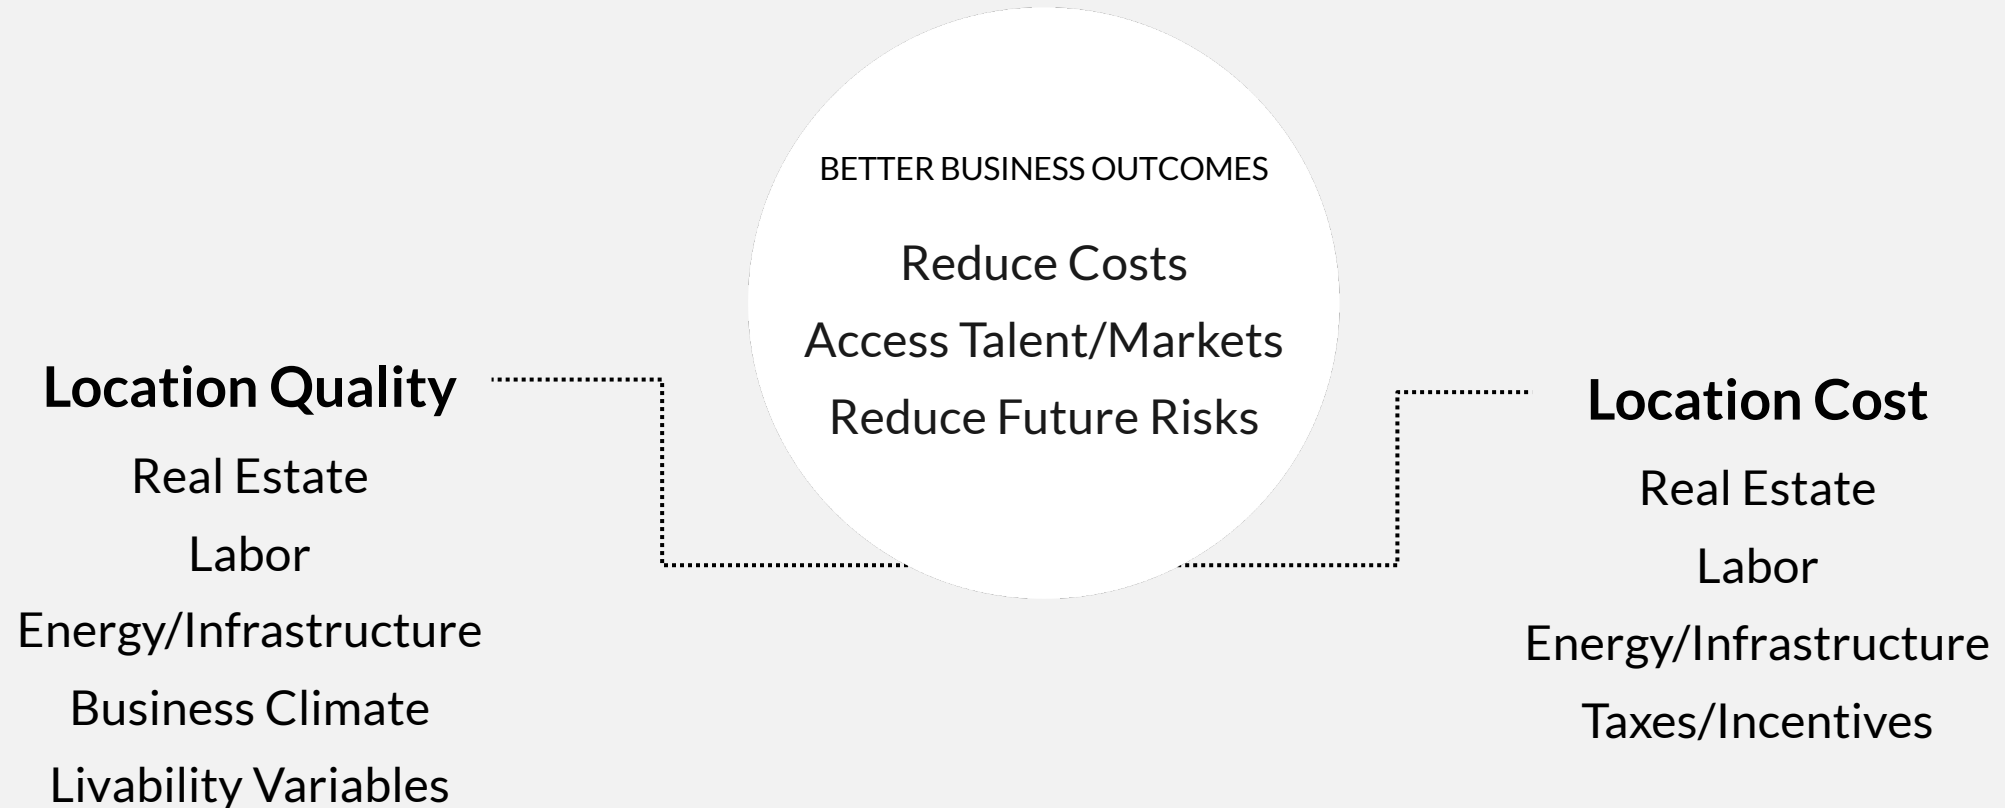 BETTER BUSINESS OUTCOMES
Reduce Costs
Access Talent/Markets
Reduce Future Risks
Location Quality
Real Estate
Labor
Energy/Infrastructure
Business Climate
Livability Variables
Location Cost
Real Estate
Labor
Energy/Infrastructure
Taxes/Incentives